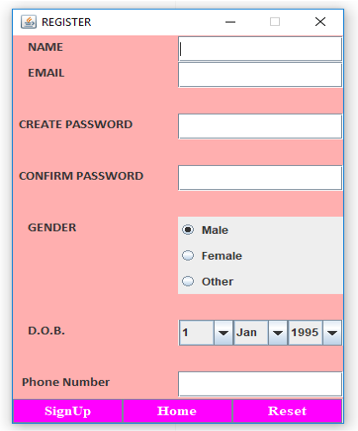 REGISTER
NAME
EMAIL
CREATE PASSWORD
CONFIRM PASSWORD
GENDER
Male
Female
Other
D.O.B. 1 Jan 1995
Phone Number
SignUp Home Reset